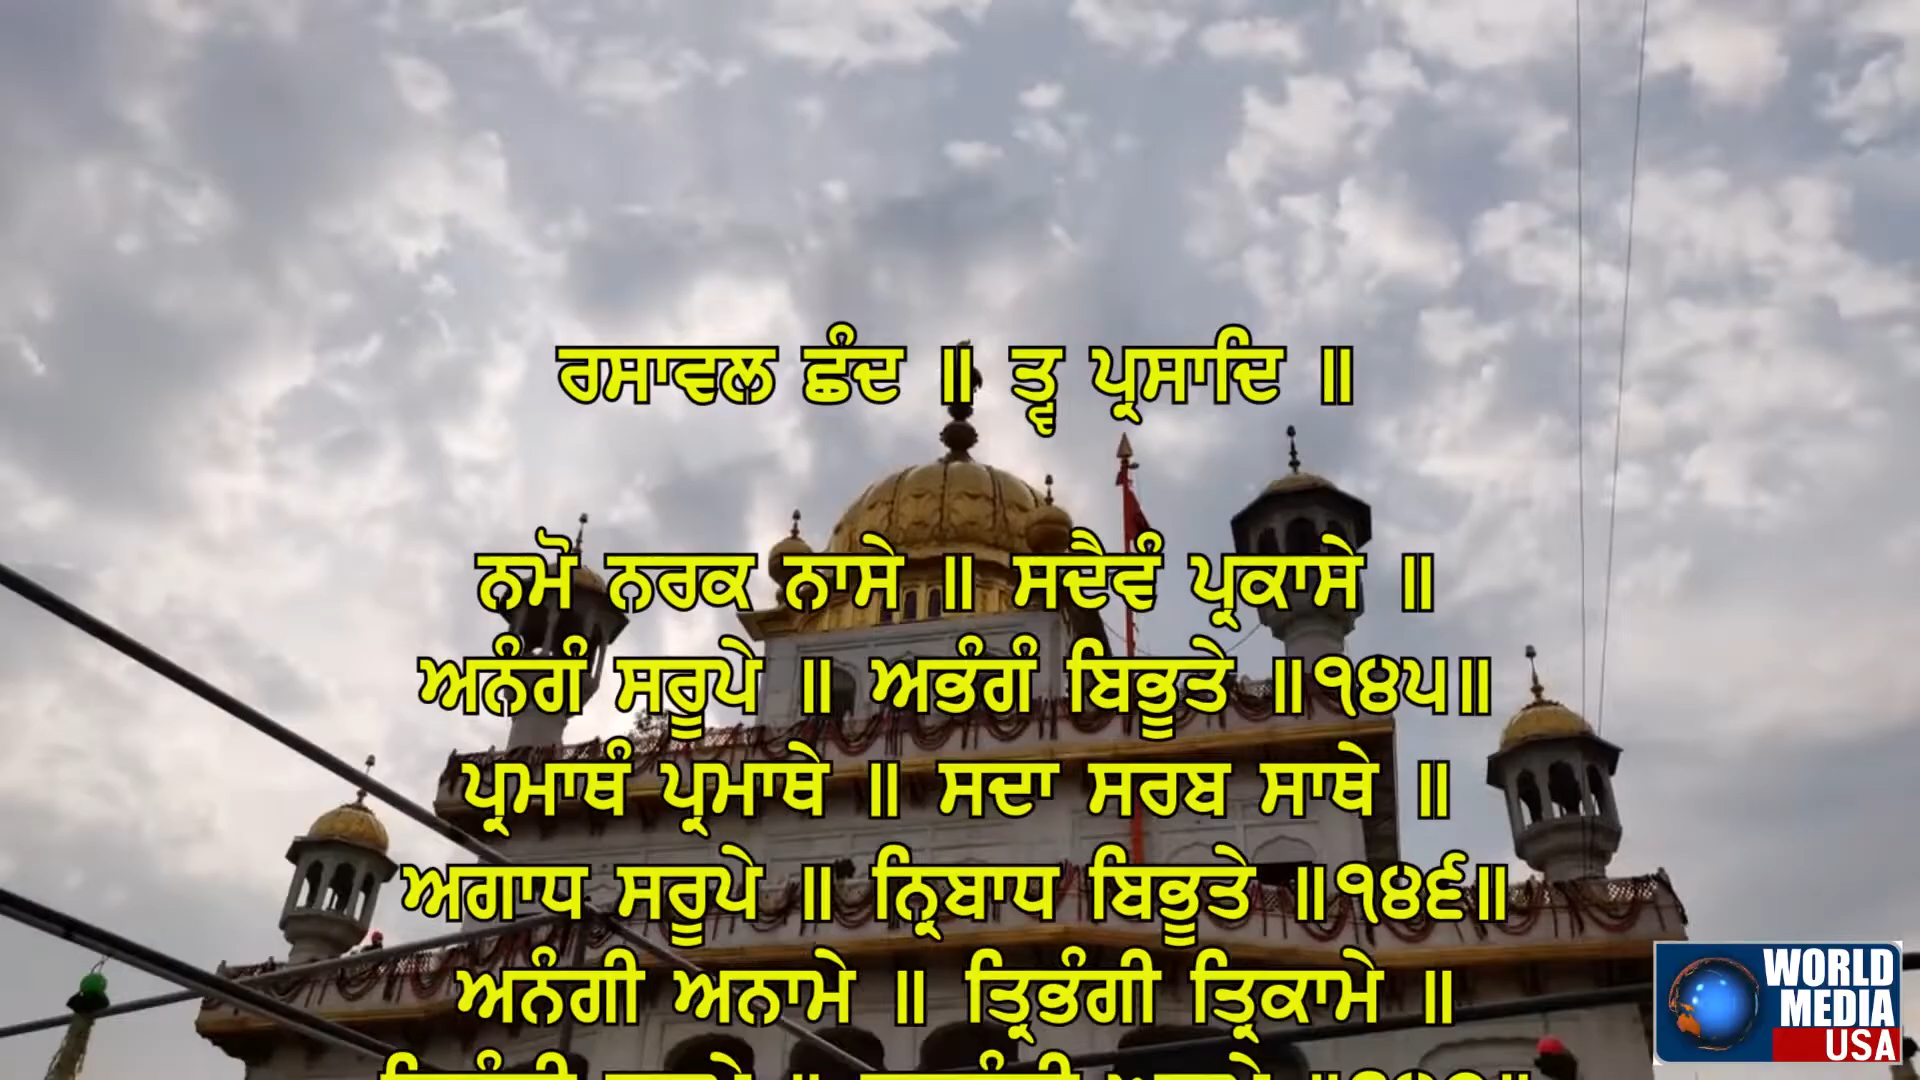 ਰਸਾਵਲ ਛੰਦ ॥ ਤ੍ਵ ਪ੍ਰਸਾਦਿ ॥
ਨਮੋ ਨਰਕ ਨਾਸੇ ॥ ਸਦੈਵੰ ਪ੍ਰਕਾਸੇ ॥
ਅਨੰਗੰ ਸਰੂਪੇ ॥ ਅਭੰਗੰ ਬਿਭੂਤੇ ॥੧੪੫॥
ਪ੍ਰਮਾਥੰ ਪ੍ਰਮਾਥੇ ॥ ਸਦਾ ਸਰਬ ਸਾਥੇ ॥
ਅਗਾਧ ਸਰੂਪੇ ॥ ਨ੍ਰਿਬਾਧ ਬਿਭੂਤੇ ॥੧੪੬॥
ਅਨੰਗੀ ਅਨਾਮੇ ॥ ਤ੍ਰਿਭੰਗੀ ਤ੍ਰਿਕਾਮੇ ॥
WORLD
MEDIA
USA